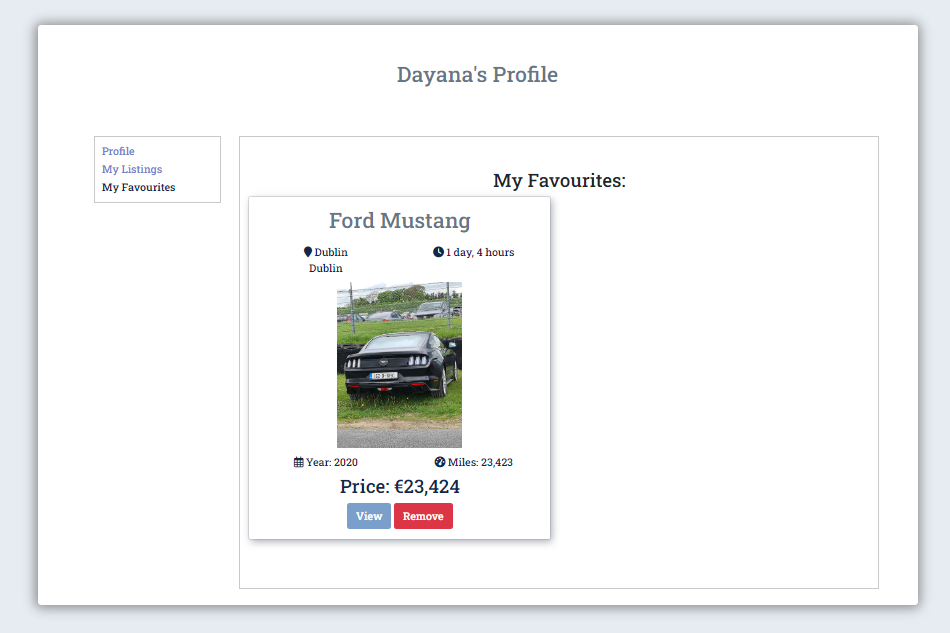 Dayana's Profile
Profile
My Listings
My Favourites
My Favourites:
Ford Mustang
Dublin
Dublin
1 day, 4 hours
Year: 2020
Miles: 23,423
Price: €23,424
View
Remove